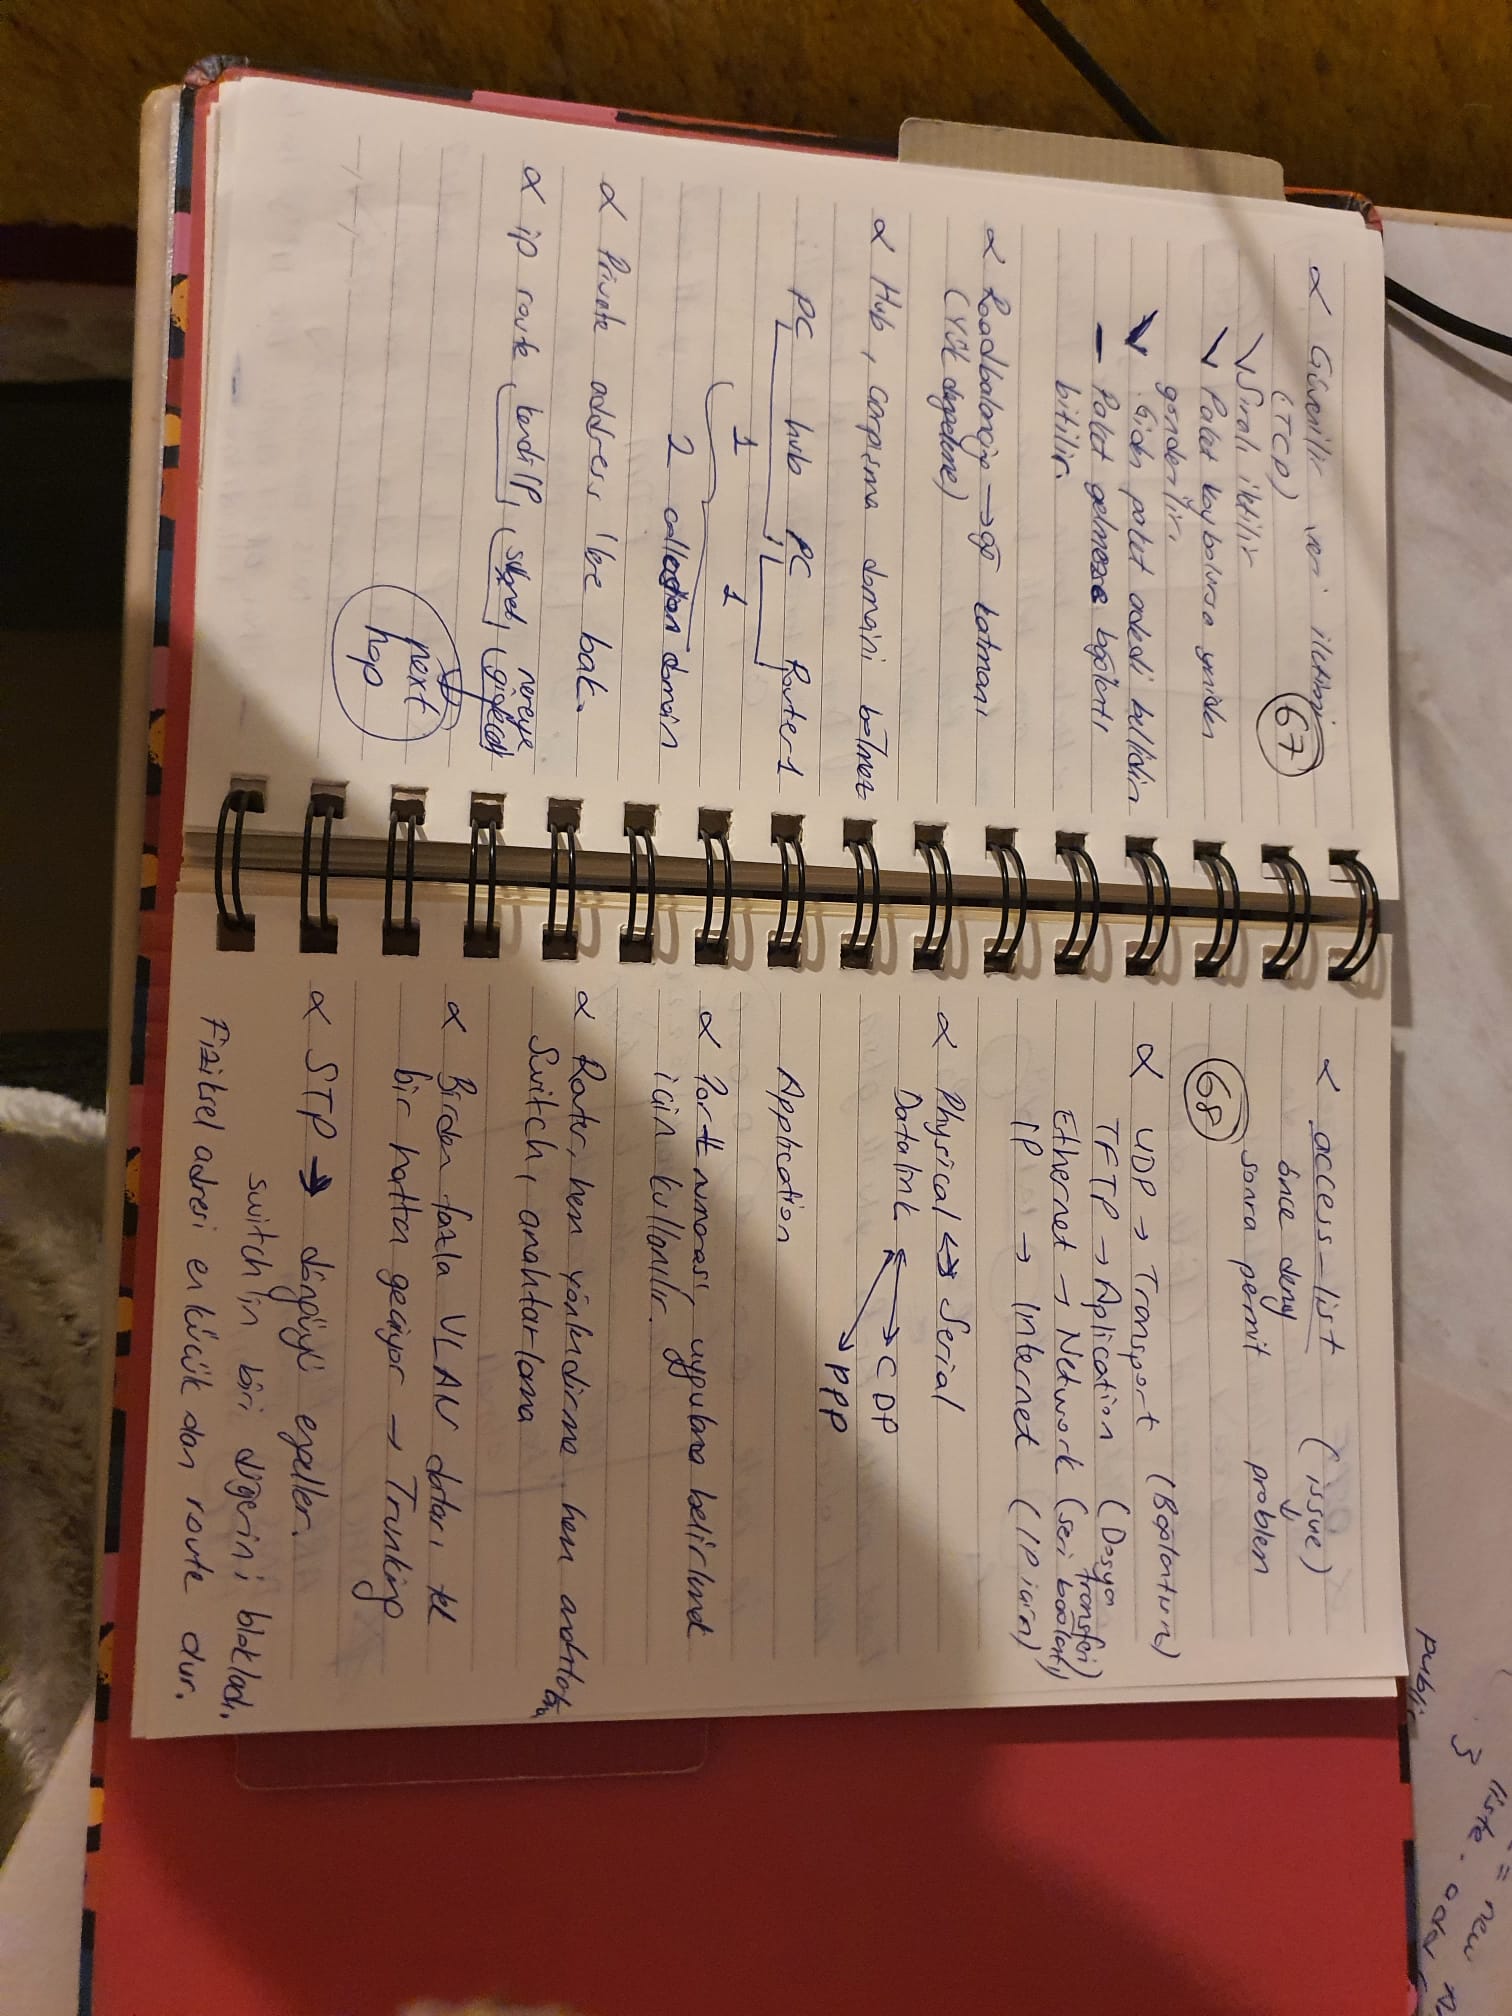 ∝ Güvenilir veri iletimi
(TCP)
67
✓ Sıralı iletilir
✓ Paket kaybolursa yeniden
gönderilir.
✓ Giden paket adedi bellidir
– Paket gelmezse bağlantı
bitilir.
∝ Roadbalancing → ağ katmanı
(Yük dengeleme)
∝ Hub, çarpışma domaini bölmez
PC hub PC Router1
1 1
2 domain
∝ Private address 'lere bak.
∝ ip route kendi IP, subnet, nereye
gidecek
next
hop
∝ access-list (issue)
önce deny ↓
sonra permit problem
68
∝ UDP → Transport (Bağlantısız)
TFTP → Aplication (Dosya
transferi)
Ethernet → Network (seri bağlantı)
IP → Internet (IP için)
∝ Physical ↔ Serial
Datalink ↔ CDP
PPP
Application
∝ Port numarası, uygulama belirlemek
için kullanılır.
∝ Router, hem yönlendirme hem anahtarlama
Switch, anahtarlama
∝ Birden fazla VLAN dataları tek
bir hattan geçiyor → Trunking
∝ STP → döngüyü engeller.
switch'in biri diğerini blokladı.
Fiziksel adresi en küçük olan route dur.
= new
liste. add (
}
public